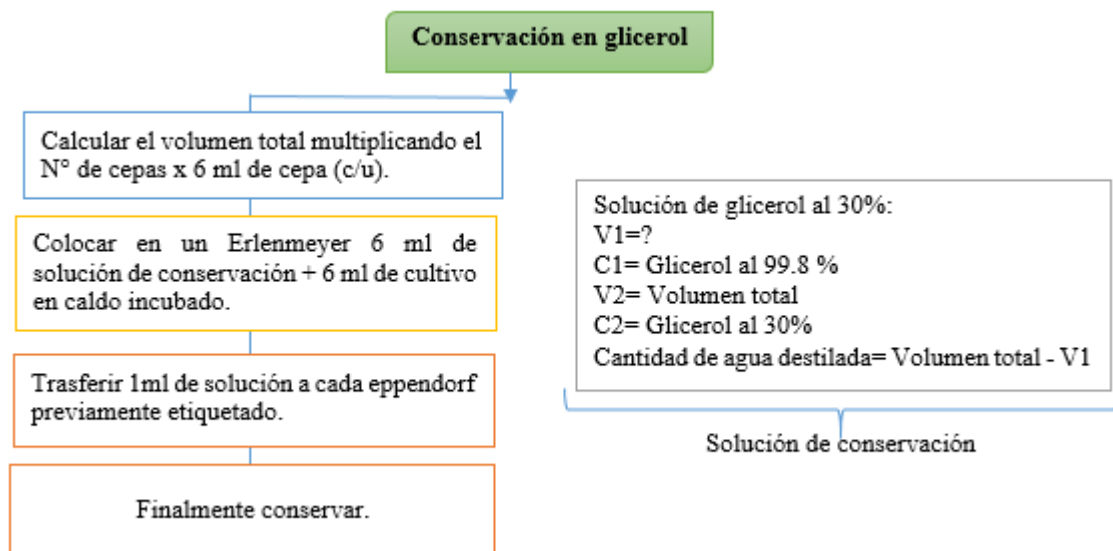 Conservación en glicerol
Calcular el volumen total multiplicando el
N° de cepas x 6 ml de cepa (c/u).
Colocar en un Erlenmeyer 6 ml de
solución de conservación + 6 ml de cultivo
en caldo incubado.
Trasferir 1ml de solución a cada eppendorf
previamente etiquetado.
Finalmente conservar.
Solución de glicerol al 30%:
V1=?
C1= Glicerol al 99.8 %
V2= Volumen total
C2= Glicerol al 30%
Cantidad de agua destilada= Volumen total - V1
Solución de conservación